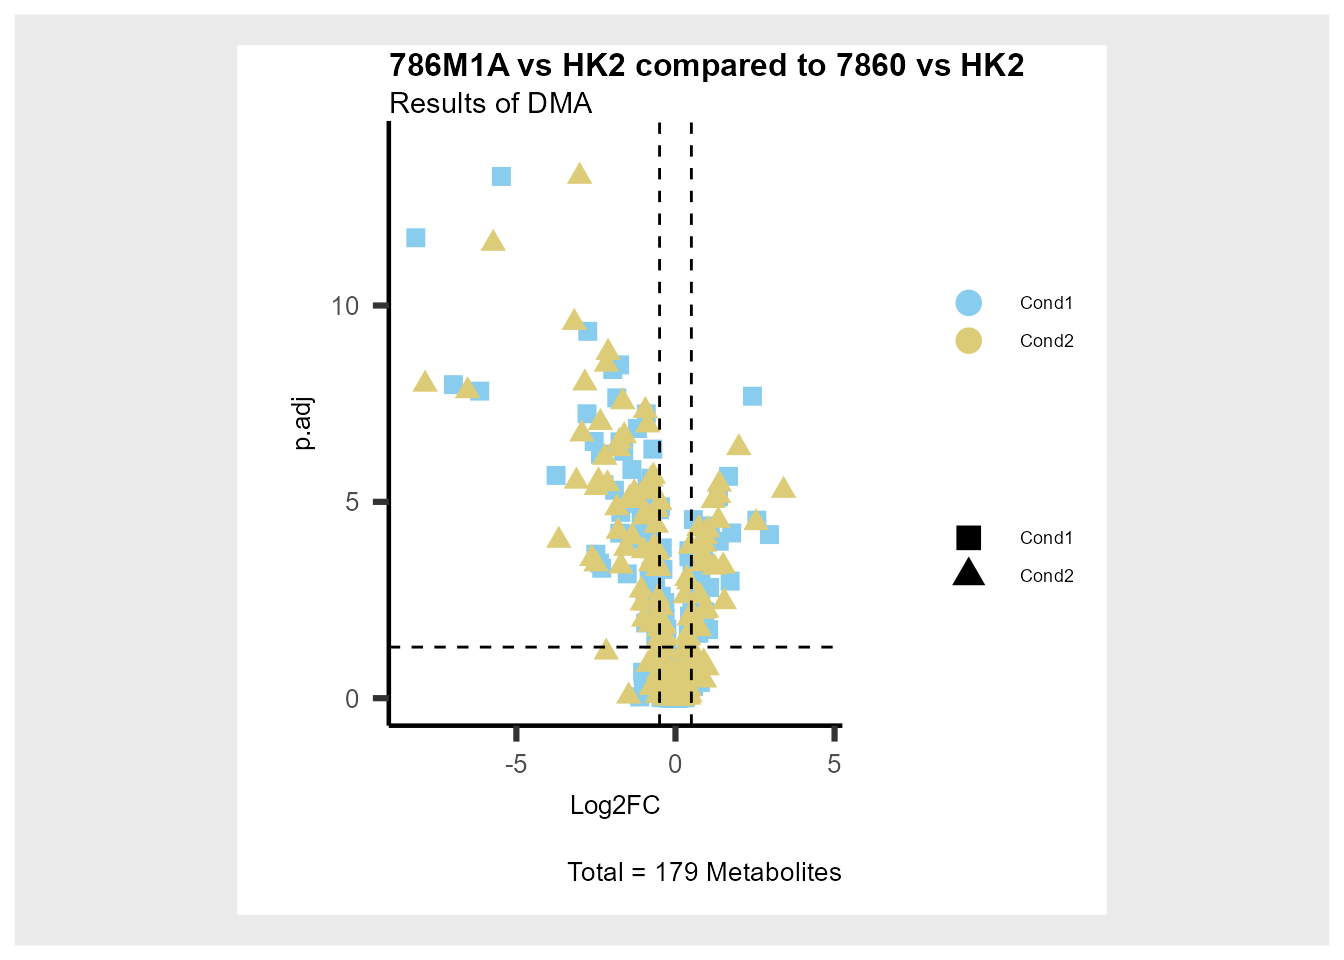 786M1A vs HK2 compared to 7860 vs HK2
Results of DMA
10
5
0
p.adj
-5 0 5
Log2FC
Cond1
Cond2
Cond1
Cond2
Total = 179 Metabolites